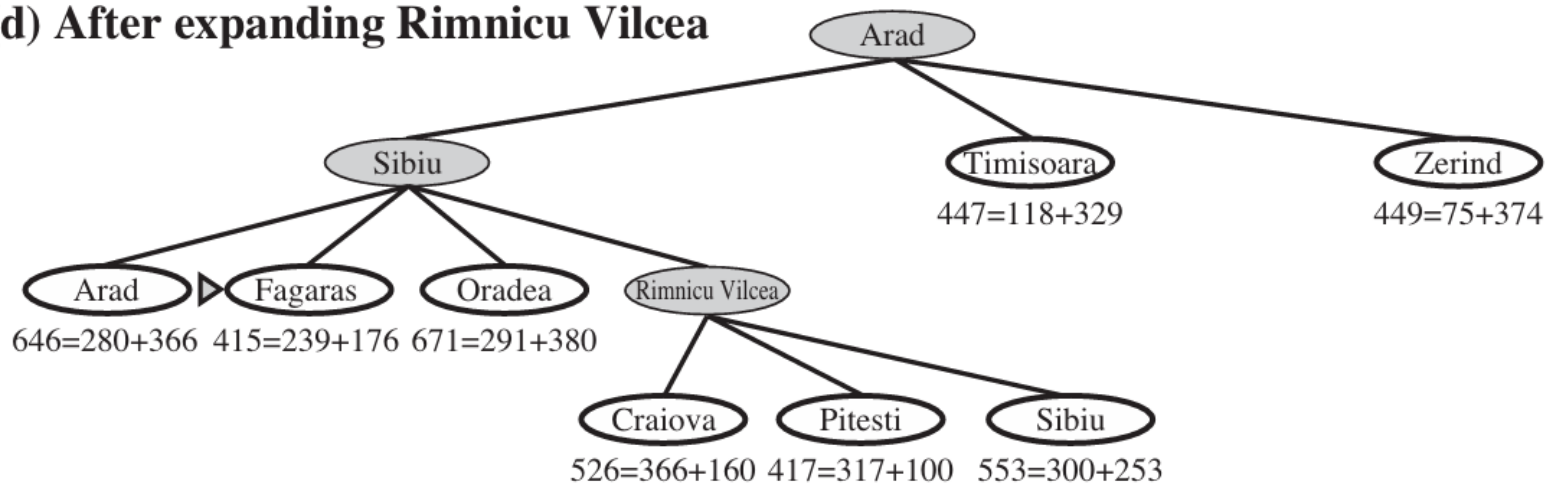 d) After expanding Rimnicu Vilcea
Arad
Sibiu
Timisoara
Zerind
447=118+329
449=75+374
Arad
Fagaras
Oradea
Rimnicu Vilcea
646=280+366
415=239+176
671=291+380
Craiova
Pitesti
Sibiu
526=366+160
417=317+100
553=300+253